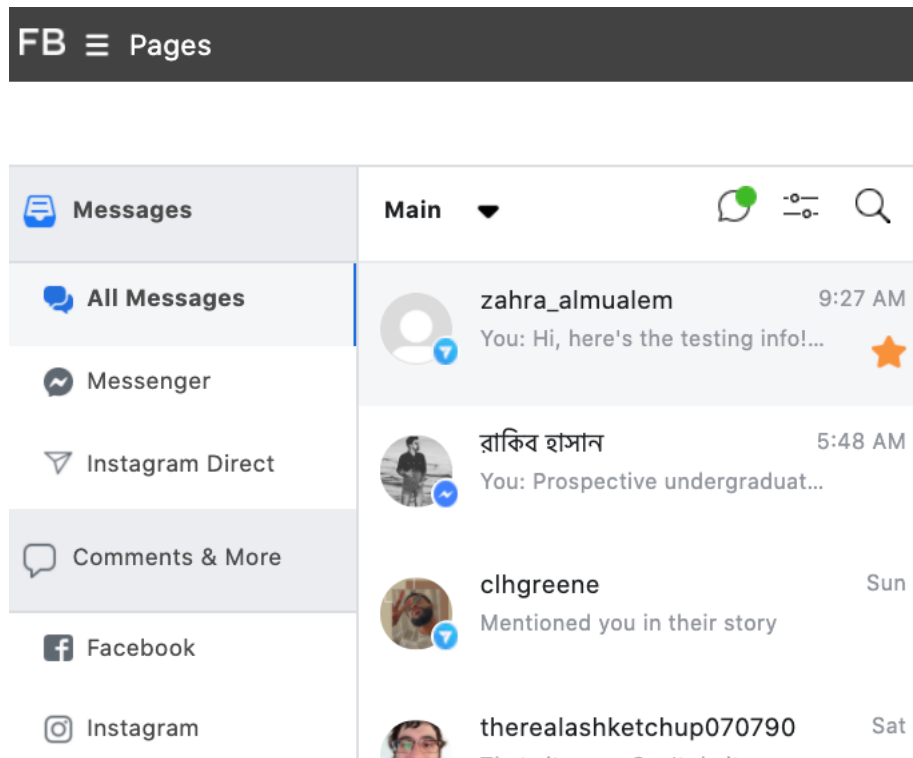 FB Pages
Messages
All Messages
Messenger
Instagram Direct
Comments & More
Facebook
Instagram
Main
zahra_almualem 9:27 AM
You: Hi, here's the testing info!...
রাকিব হাসান 5:48 AM
You: Prospective undergraduat...
clhgreene Sun
Mentioned you in their story
therealashketchup070790 Sat